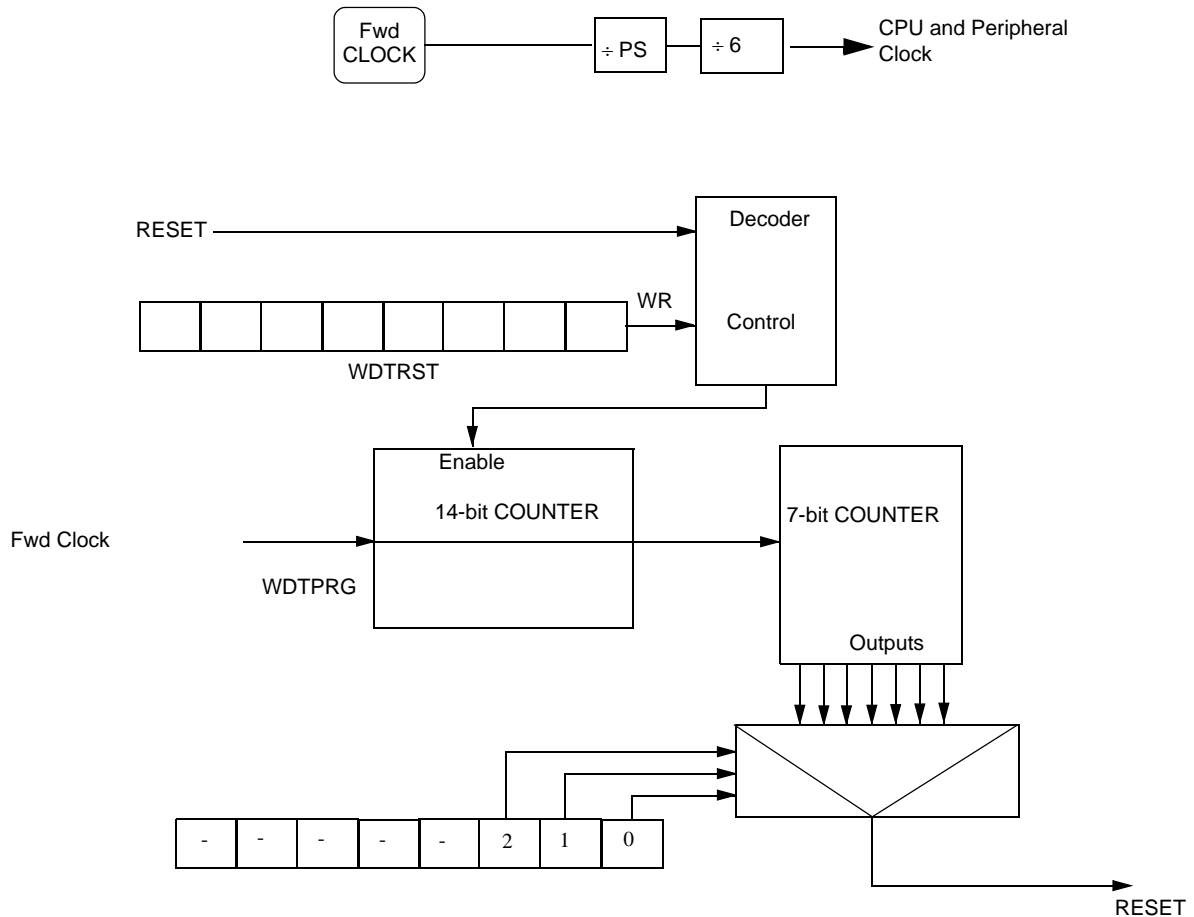 Fwd
CLOCK
÷ PS
÷ 6
CPU and Peripheral
Clock
RESET
Decoder
WR
Control
WDTRST
Enable
14-bit COUNTER
7-bit COUNTER
Fwd Clock
WDTPRG
Outputs
- - - - - 2 1 0
RESET